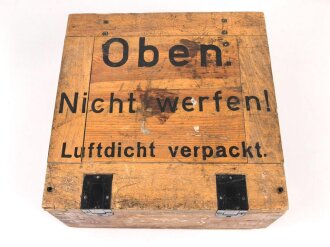 Oben.
Nicht werfen!
Luftdicht verpackt.